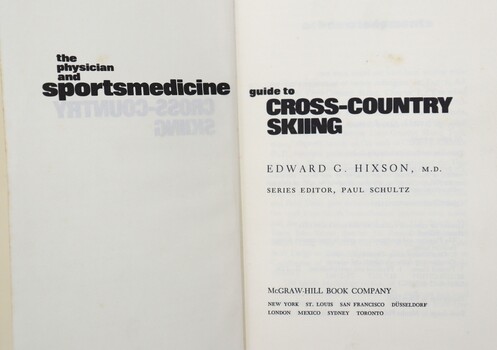 the
physician
and
sportsmedicine
guide to
CROSS-COUNTRY
SKIING
EDWARD G. HIXSON, M.D.
SERIES EDITOR, PAUL SCHULTZ
McGRAW-HILL BOOK COMPANY
NEW YORK ST. LOUIS SAN FRANCISCO DÜSSELDORF
LONDON MEXICO SYDNEY TORONTO